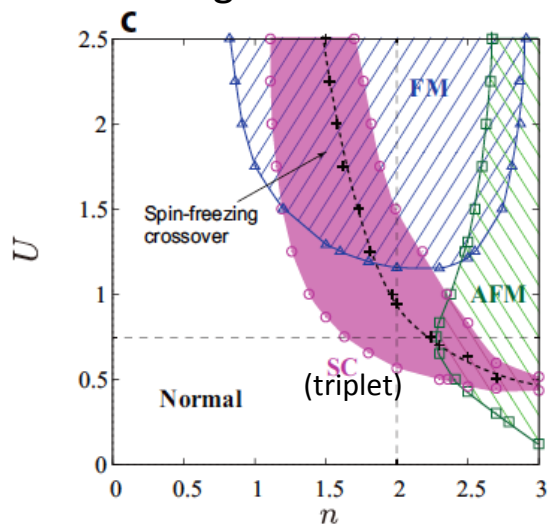 C
2.5
2
1.5
1
0.5
0
U
FM
Spin-freezing
crossover
AFM
SC
(triplet)
Normal
0 0.5 1 1.5 2 2.5 3
n